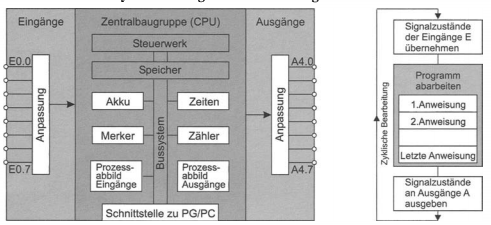 Eingänge
Zentralbaugruppe (CPU)
Ausgänge
Steuerwerk
Speicher
E0.0
E0.7
Anpassung
Akku
Zeiten
Merker
Zähler
Bussystem
Prozess-
abbild
Eingänge
Prozess-
abbild
Ausgänge
Schnittstelle zu PG/PC
Anpassung
A4.0
A4.7
Zyklische Bearbeitung
Signalzustände
der Eingänge E
übernehmen
Programm
abarbeiten
1.Anweisung
2.Anweisung
Letzte Anweisung
Signalzustände
an Ausgänge A
ausgeben